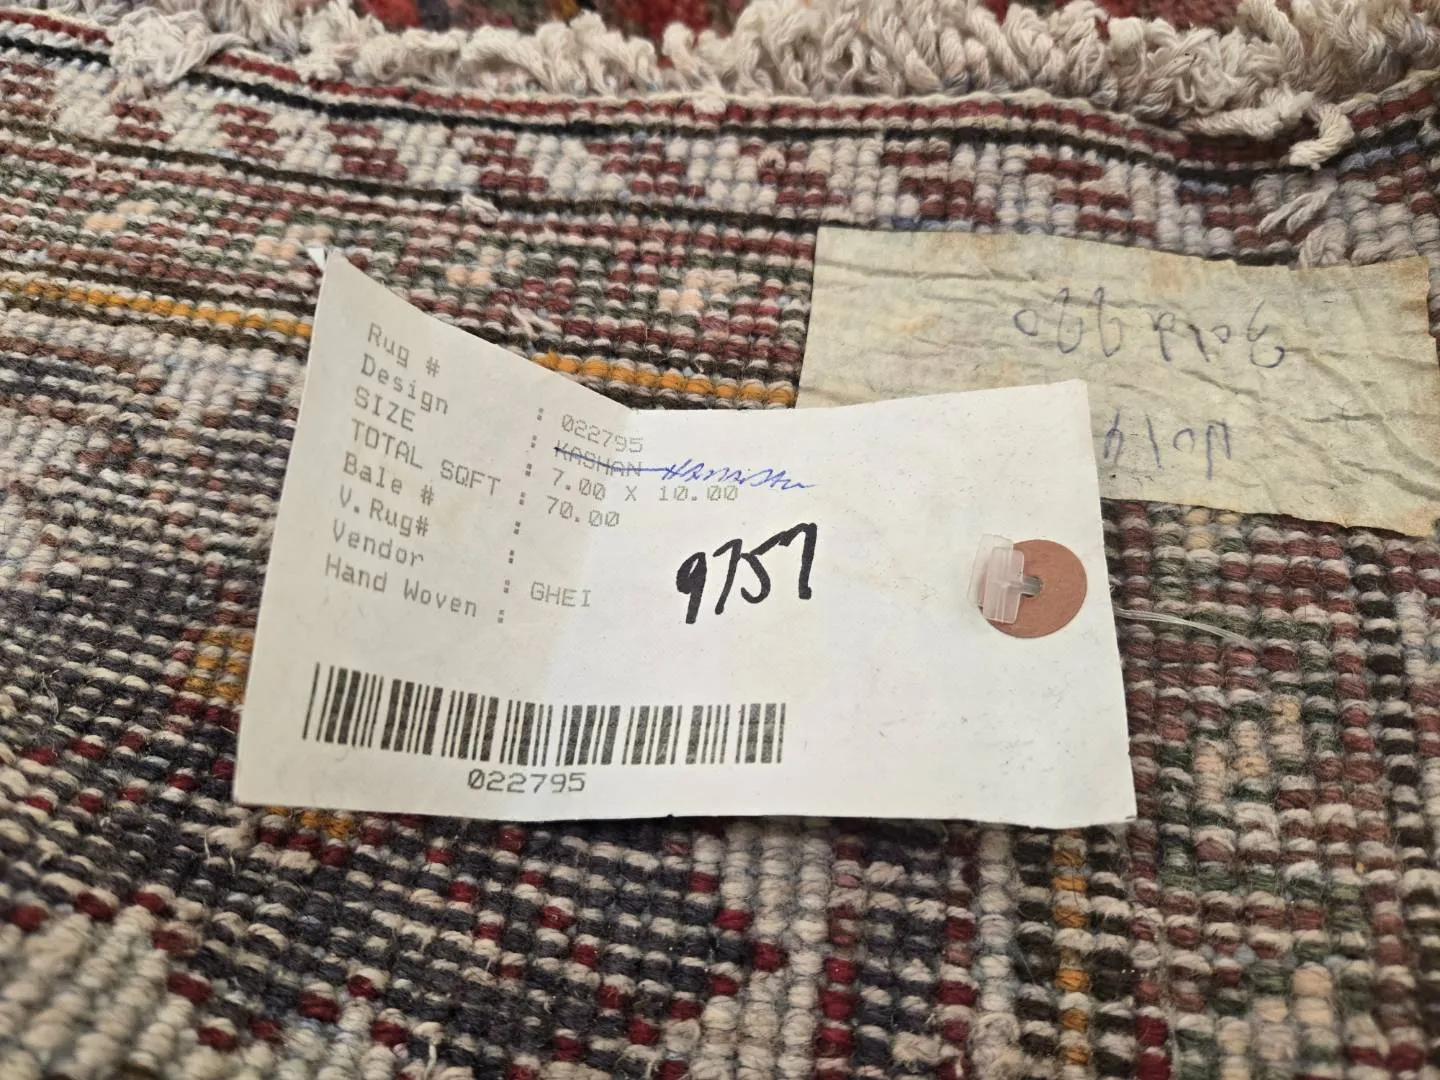 Rug # : 022795
Design : KASHAN
SIZE : 7.00 X 10.00
TOTAL SQFT : 70.00
Bale # :
V.Rug# :
Vendor : GHEI
Hand Woven :
9757
022795